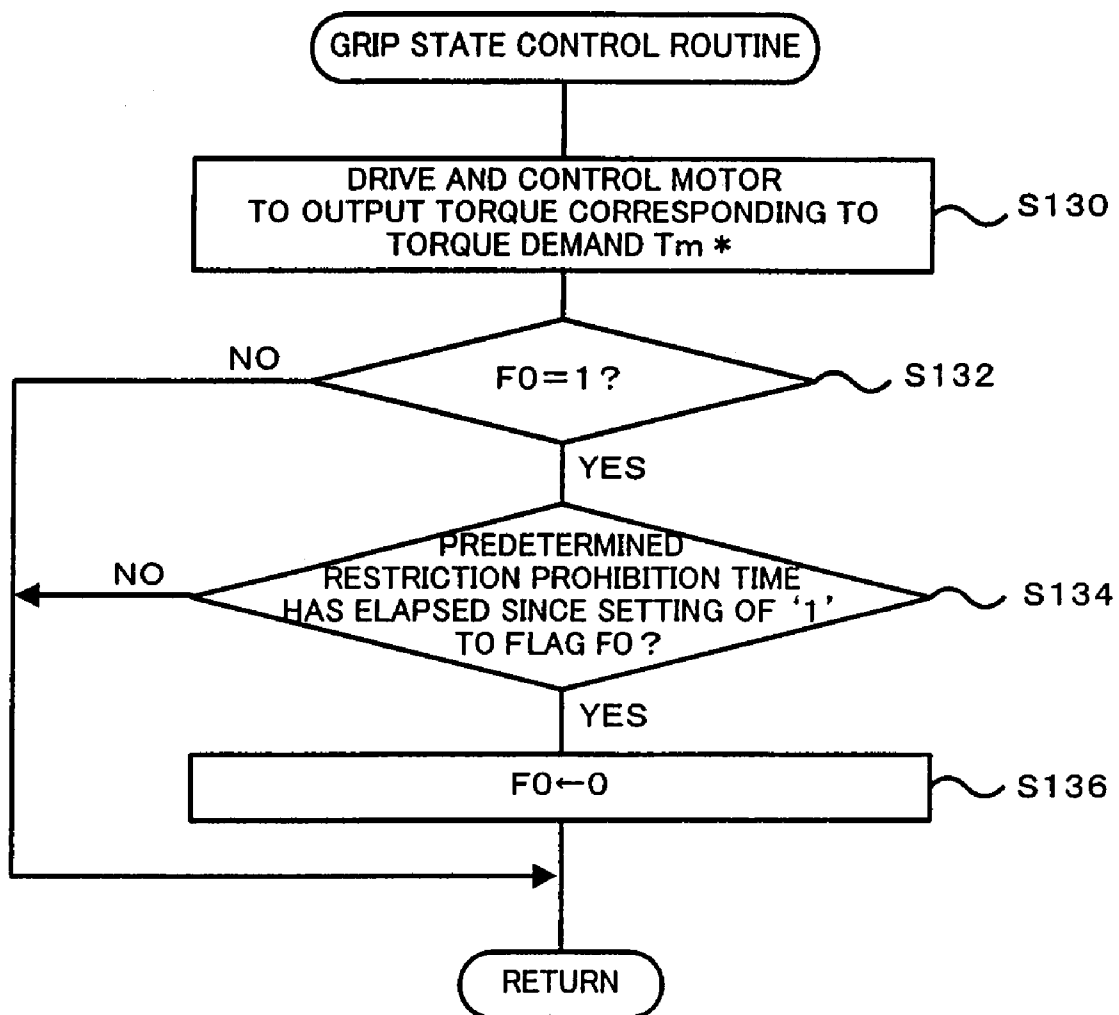 GRIP STATE CONTROL ROUTINE
DRIVE AND CONTROL MOTOR
TO OUTPUT TORQUE CORRESPONDING TO
TORQUE DEMAND Tm*
S130
NO
F0=1?
S132
YES
PREDETERMINED
RESTRICTION PROHIBITION TIME
HAS ELAPSED SINCE SETTING OF '1'
TO FLAG F0?
NO
S134
YES
F0←0
S136
RETURN